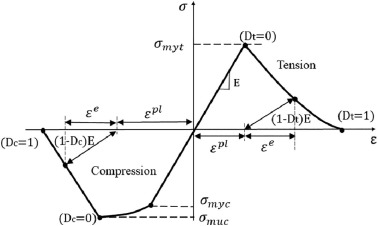 σ
(Dt=0)
σmyt
Tension
E
εe εpl
(Dc=1) (1-Dc)E
(1-Dt)E (Dt=1)
ε
εpl εe
Compression
σmyc
(Dc=0) σmuc